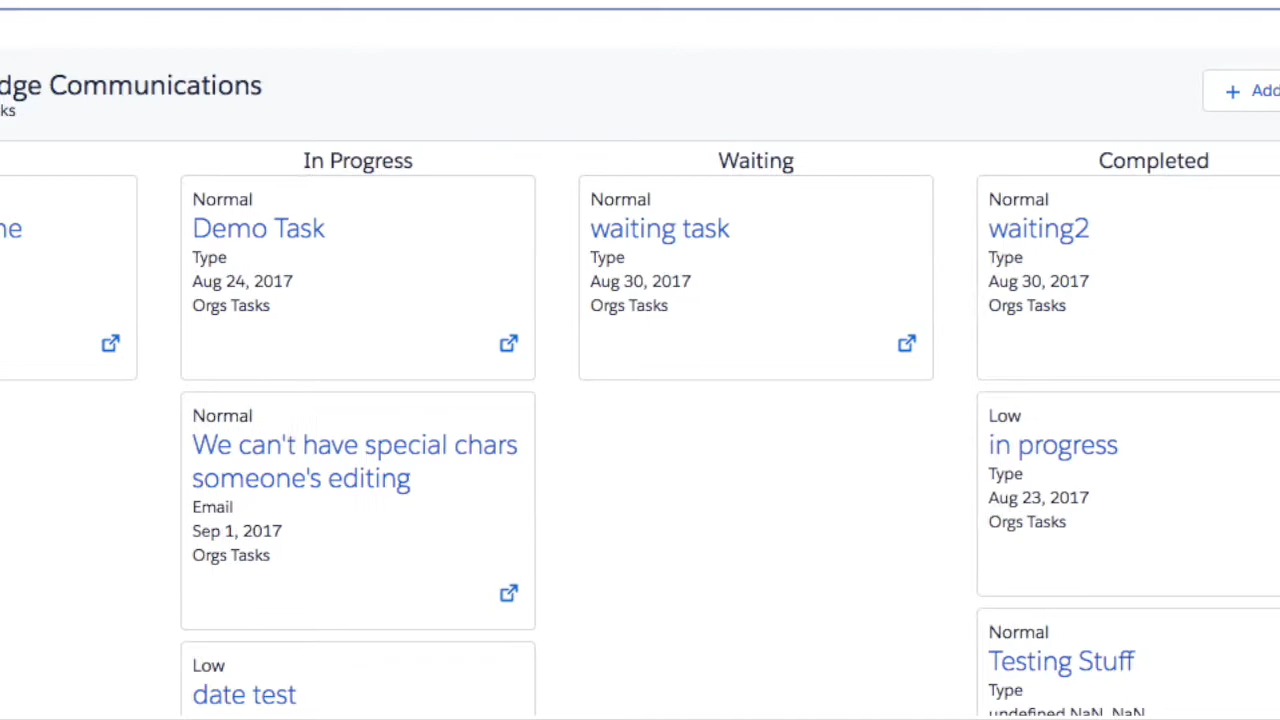 dge Communications
ks
+ Add
In Progress
Waiting
Completed
ne
Normal
Demo Task
Type
Aug 24, 2017
Orgs Tasks
Normal
We can't have special chars
someone's editing
Email
Sep 1, 2017
Orgs Tasks
Low
date test
Normal
waiting task
Type
Aug 30, 2017
Orgs Tasks
Normal
waiting2
Type
Aug 30, 2017
Orgs Tasks
Low
in progress
Type
Aug 23, 2017
Orgs Tasks
Normal
Testing Stuff
Type
undefined NaN, NaN